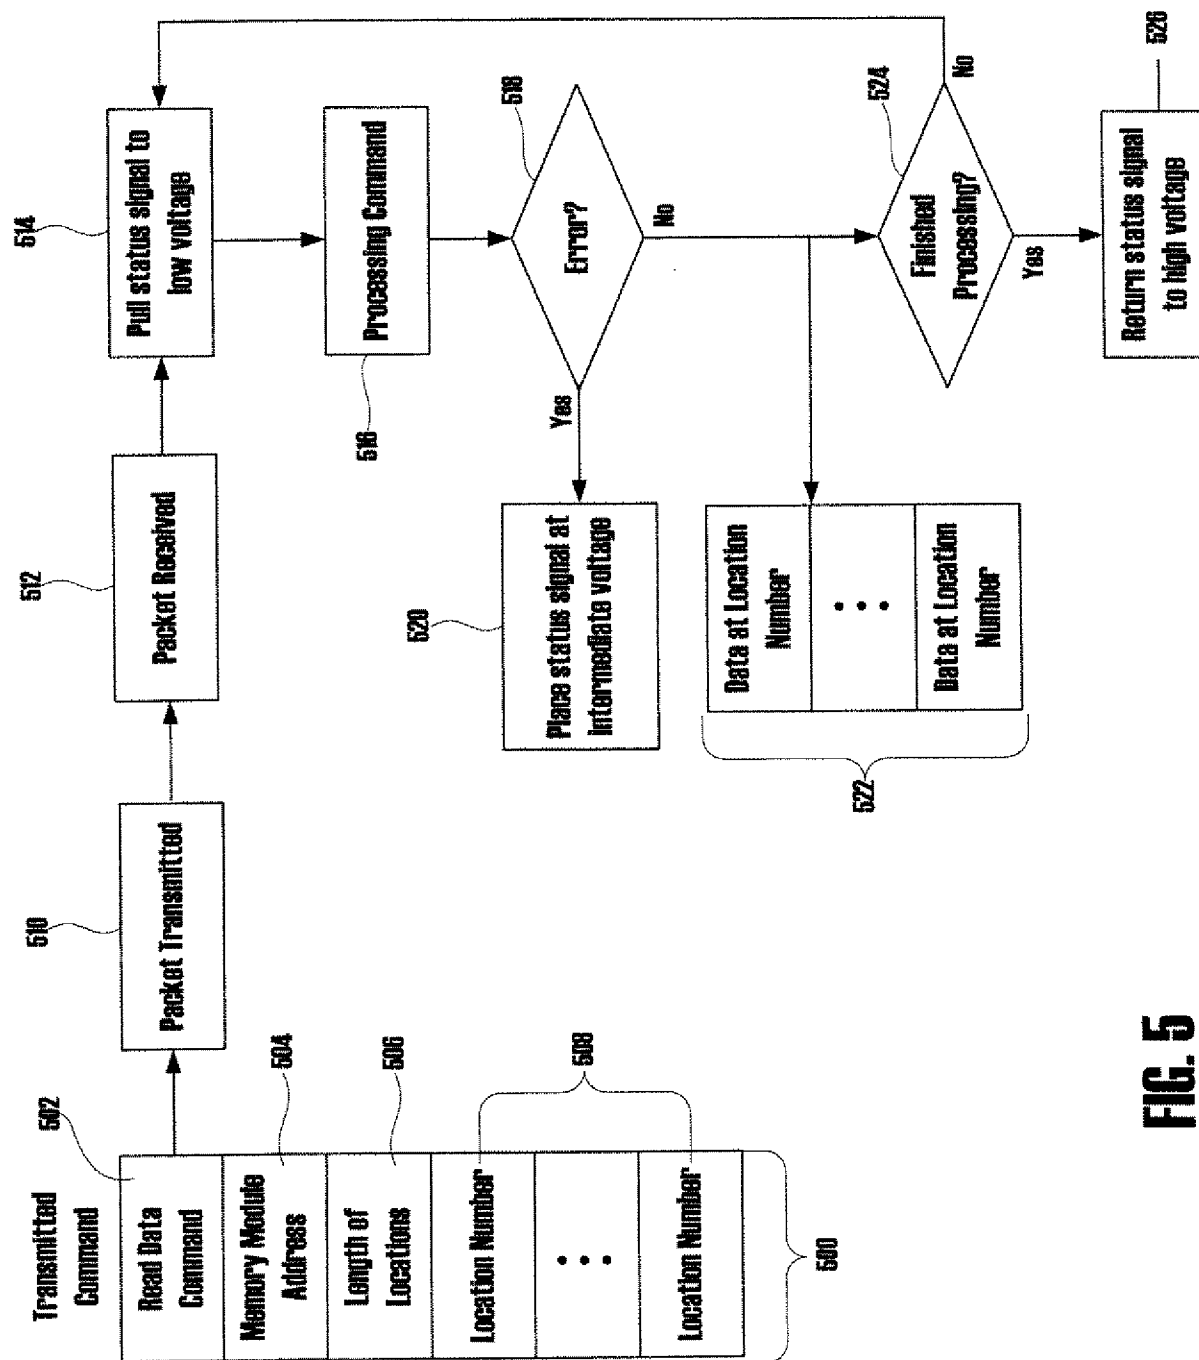 Transmitted
Command
502
Read Data
Command
Memory Module
Address
504
Length of
Locations
506
Location Number
• • •
Location Number
508
500
510
Packet Transmitted
512
Packet Received
514
Pull status signal to
low voltage
Processing Command
516
Error?
518
Yes
No
Place status signal at
intermediate voltage
520
Data at Location
Number
• • •
Data at Location
Number
522
Finished
Processing?
524
No
Yes
Return status signal
to high voltage
526
FIG. 5